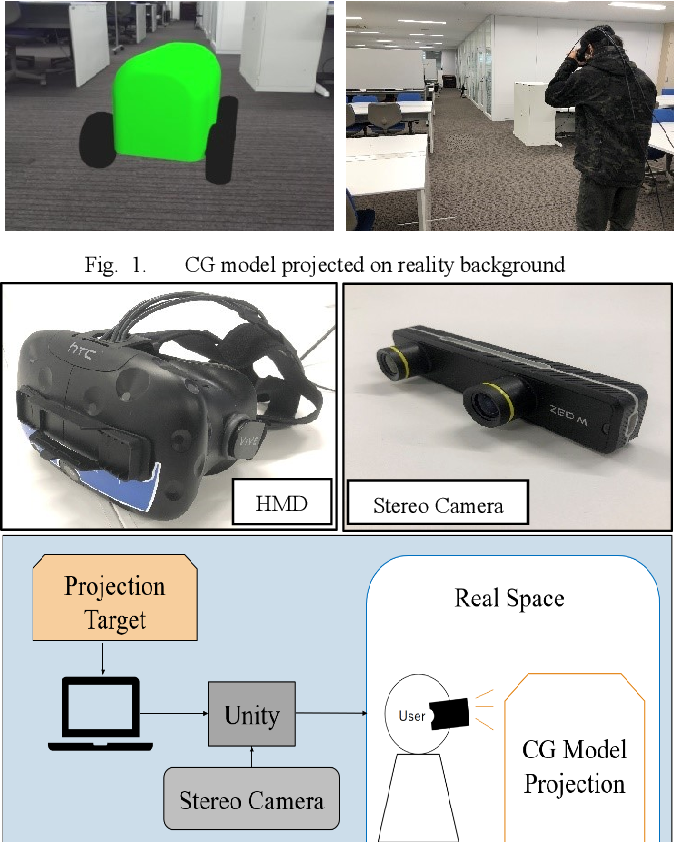 Fig. 1. CG model projected on reality background
hTC
VIVE
HMD
ZED M
Stereo Camera
Projection
Target
Real Space
Unity
User
CG Model
Projection
Stereo Camera